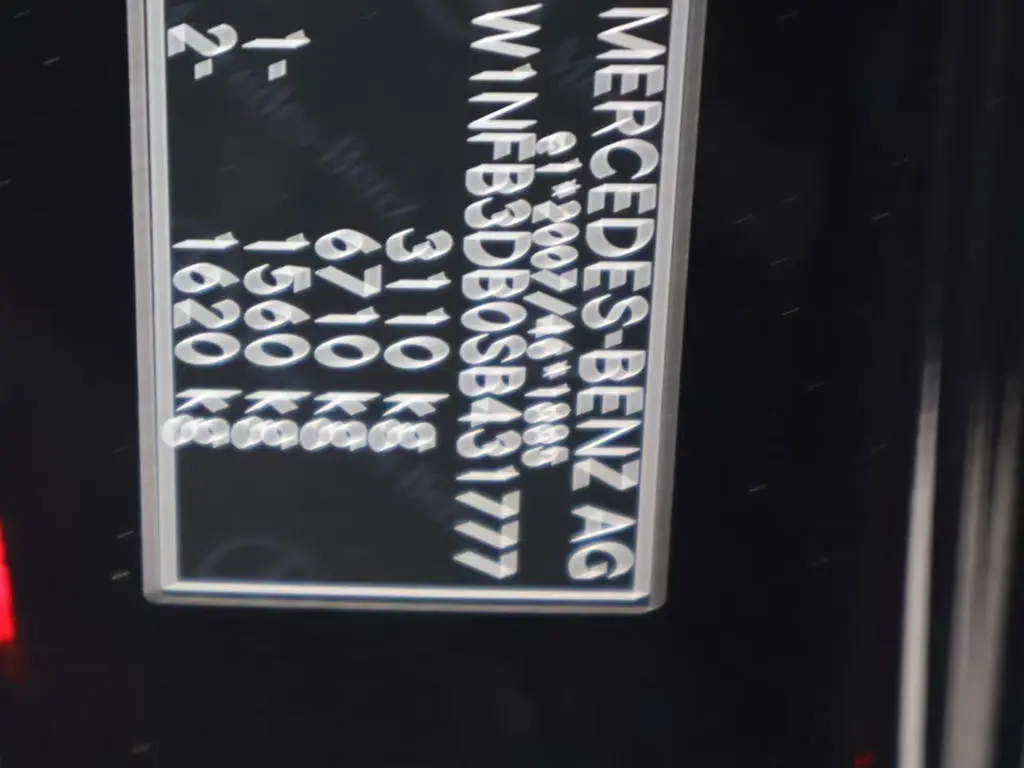 MERCEDES-BENZ AG
e1*2007/46*1885
W1NFB3DB0SB431777
3110 kg
6710 kg
1- 1560 kg
2- 1620 kg